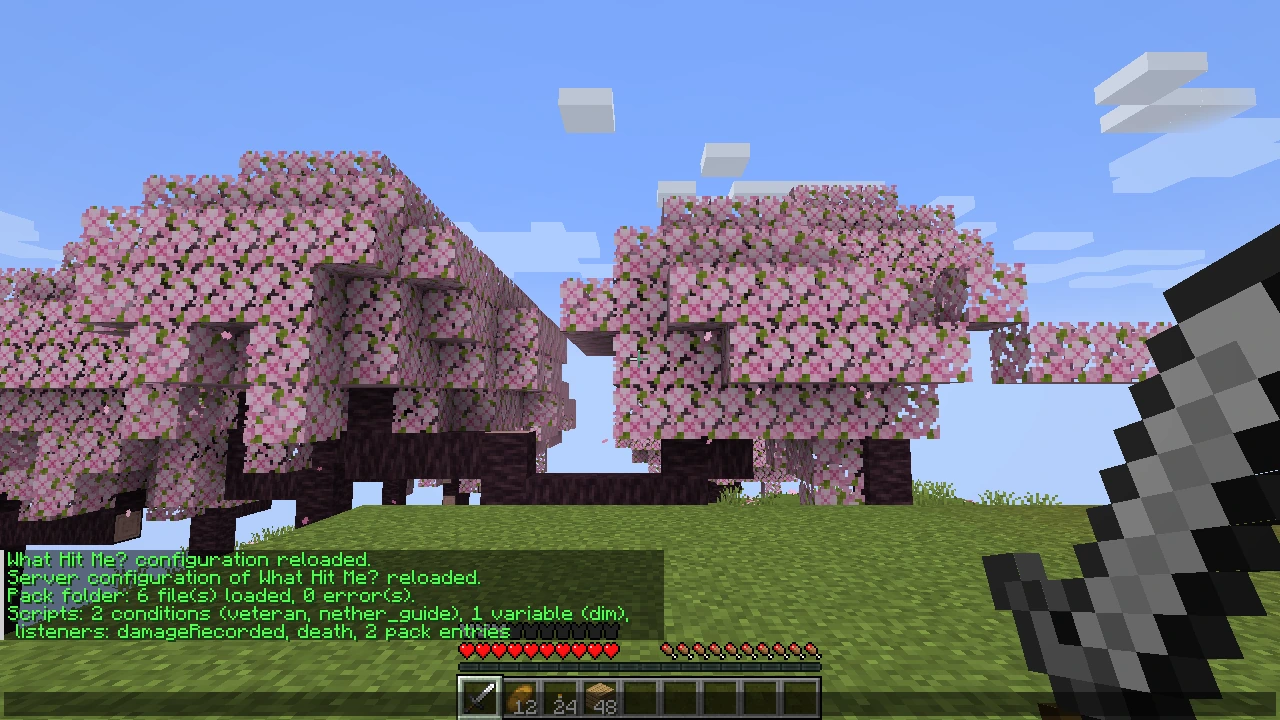 What Hit Me? configuration reloaded.
Server configuration of What Hit Me? reloaded.
Pack folder: 6 file(s) loaded, 0 error(s).
Scripts: 2 conditions (veteran, nether_guide), 1 variable (dim),
listeners: damageRecorded, death, 2 pack entries
12 24 48